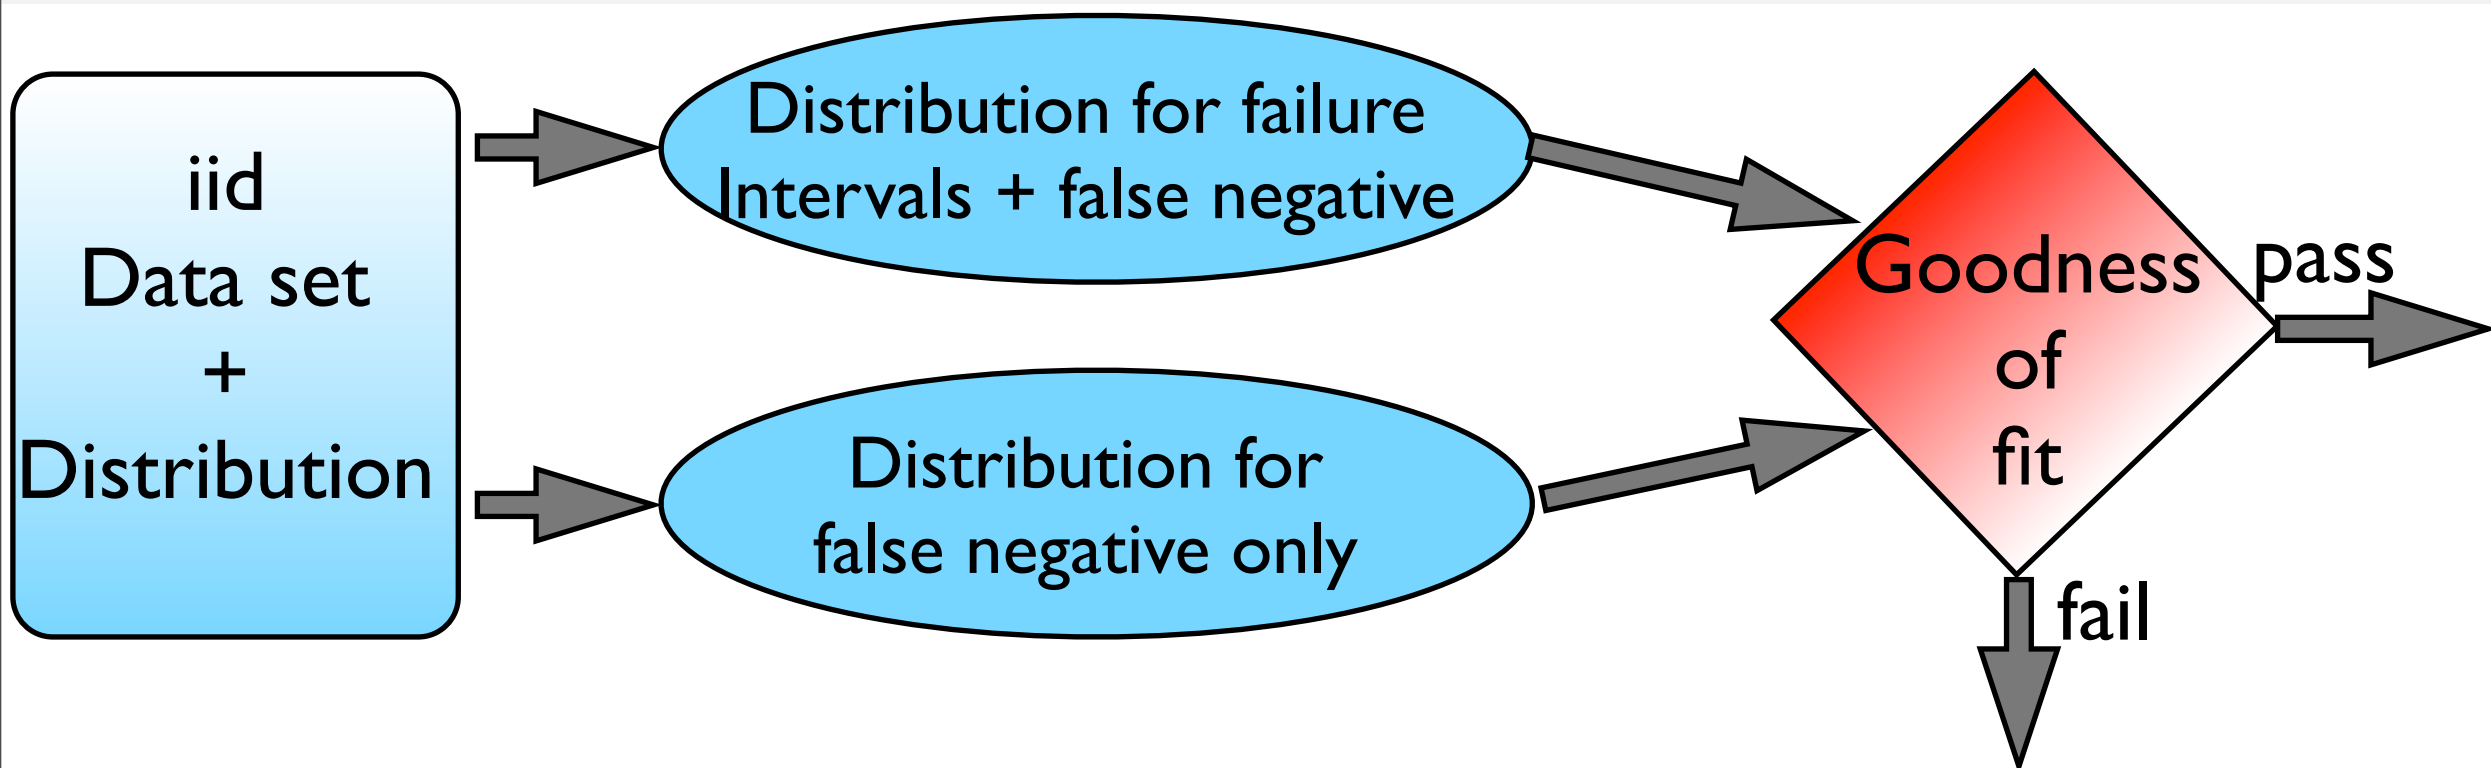 iid
Data set
+
Distribution
Distribution for failure
Intervals + false negative
Distribution for
false negative only
Goodness
of
fit
pass
fail